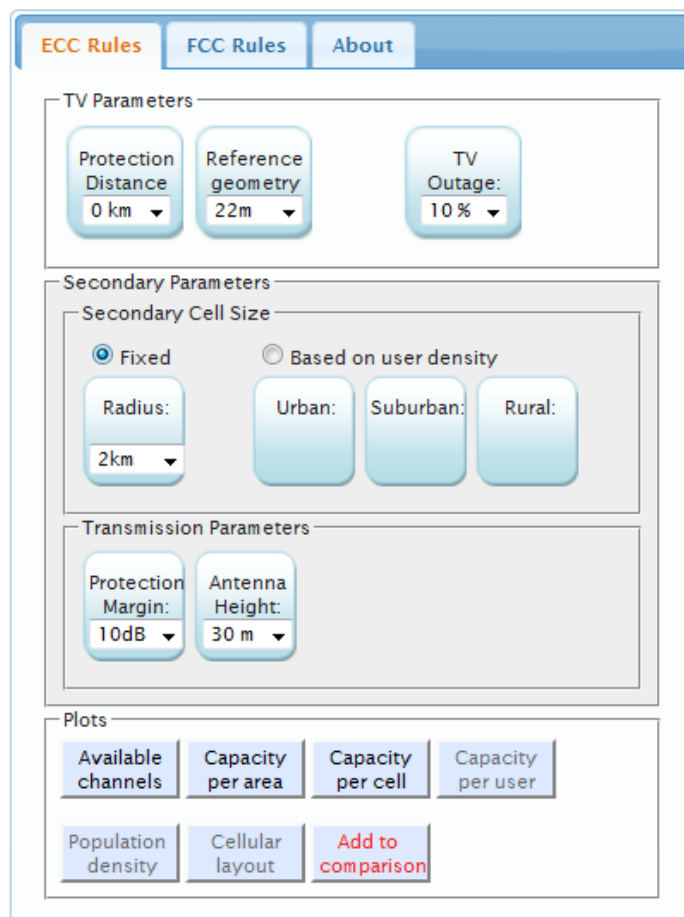 ECC Rules FCC Rules About
TV Parameters
Protection Reference TV
Distance geometry Outage:
0 km 22m 10 %
Secondary Parameters
Secondary Cell Size
Fixed Based on user density
Radius: Urban: Suburban: Rural:
2km
Transmission Parameters
Protection Antenna
Margin: Height:
10dB 30 m
Plots
Available Capacity Capacity Capacity
channels per area per cell per user
Population Cellular Add to
density layout comparison